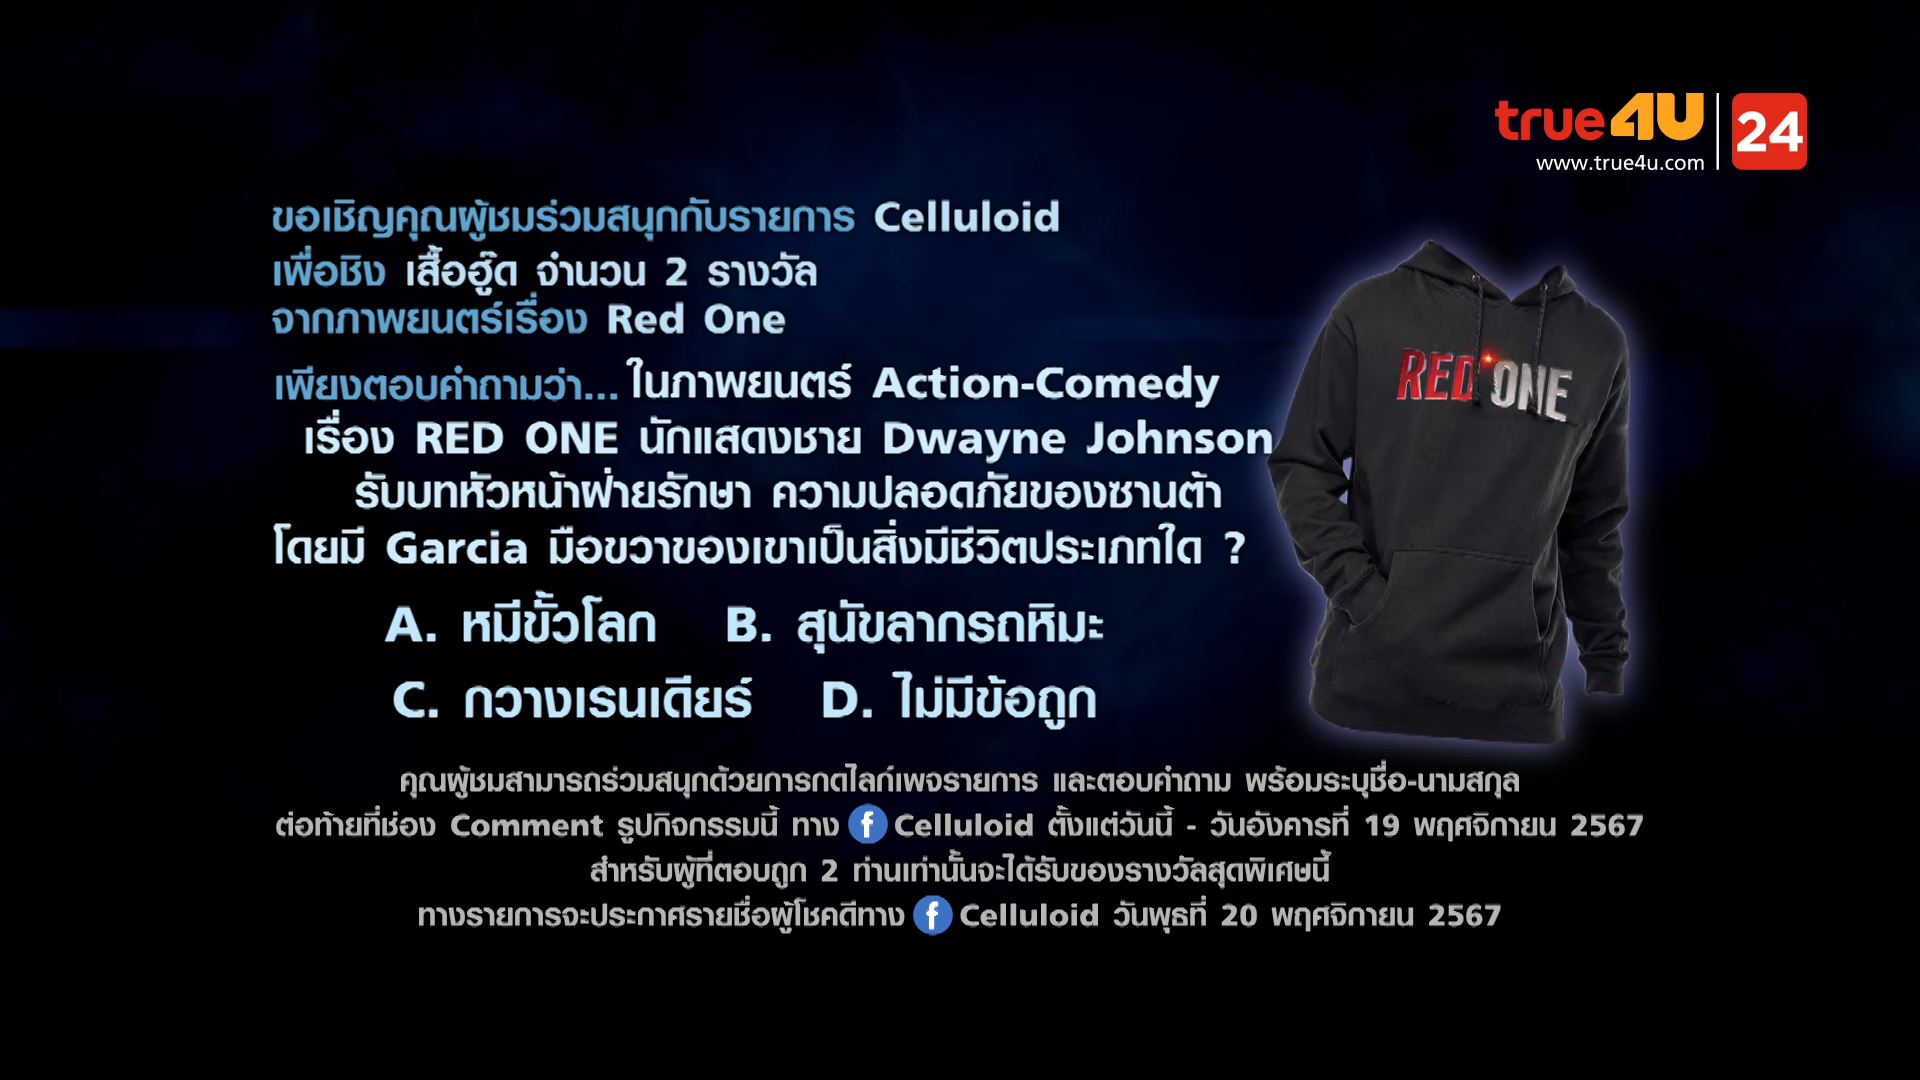 true4U 24
www.true4u.com
ขอเชิญคุณผู้ชมร่วมสนุกกับรายการ Celluloid
เพื่อชิง เสื้อฮู๊ด จำนวน 2 รางวัล
จากภาพยนตร์เรื่อง Red One
เพียงตอบคำถามว่า... ในภาพยนตร์ Action-Comedy
เรื่อง RED ONE นักแสดงชาย Dwayne Johnson
รับบทหัวหน้าฝ่ายรักษา ความปลอดภัยของซานต้า
โดยมี Garcia มือขวาของเขาเป็นสิ่งมีชีวิตประเภทใด ?
A. หมีขั้วโลก B. สุนัขลากรถหิมะ
C. กวางเรนเดียร์ D. ไม่มีข้อถูก
RED ONE
คุณผู้ชมสามารถร่วมสนุกด้วยการกดไลก์เพจรายการ และตอบคำถาม พร้อมระบุชื่อ-นามสกุล
ต่อท้ายที่ช่อง Comment รูปกิจกรรมนี้ ทาง f Celluloid ตั้งแต่วันนี้ - วันอังคารที่ 19 พฤศจิกายน 2567
สำหรับผู้ที่ตอบถูก 2 ท่านเท่านั้นจะได้รับของรางวัลสุดพิเศษนี้
ทางรายการจะประกาศรายชื่อผู้โชคดีทาง f Celluloid วันพุธที่ 20 พฤศจิกายน 2567